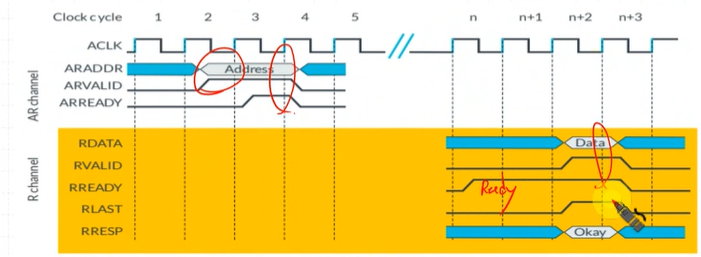 Clock cycle 1 2 3 4 5 n n+1 n+2 n+3
ACLK
AR channel
ARADDR Address
ARVALID
ARREADY
R channel
RDATA Data
RVALID
RREADY Ready
RLAST
RRESP Okay